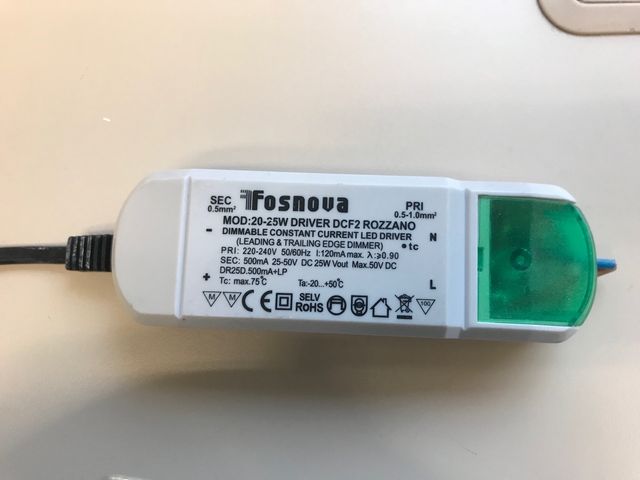 SEC
0.5mm²
Fosnova
PRI
0.5-1.0mm²
MOD:20-25W DRIVER DCF2 ROZZANO
- DIMMABLE CONSTANT CURRENT LED DRIVER N
(LEADING & TRAILING EDGE DIMMER) •tc
PRI: 220-240V 50/60Hz I:120mA max. λ:≥0.90
SEC: 500mA 25-50V DC 25W Vout Max.50V DC
DR25D.500mA+LP
+ Tc: max.75°C Ta:-20...+50°C L
M M CE SELV
RoHS
100